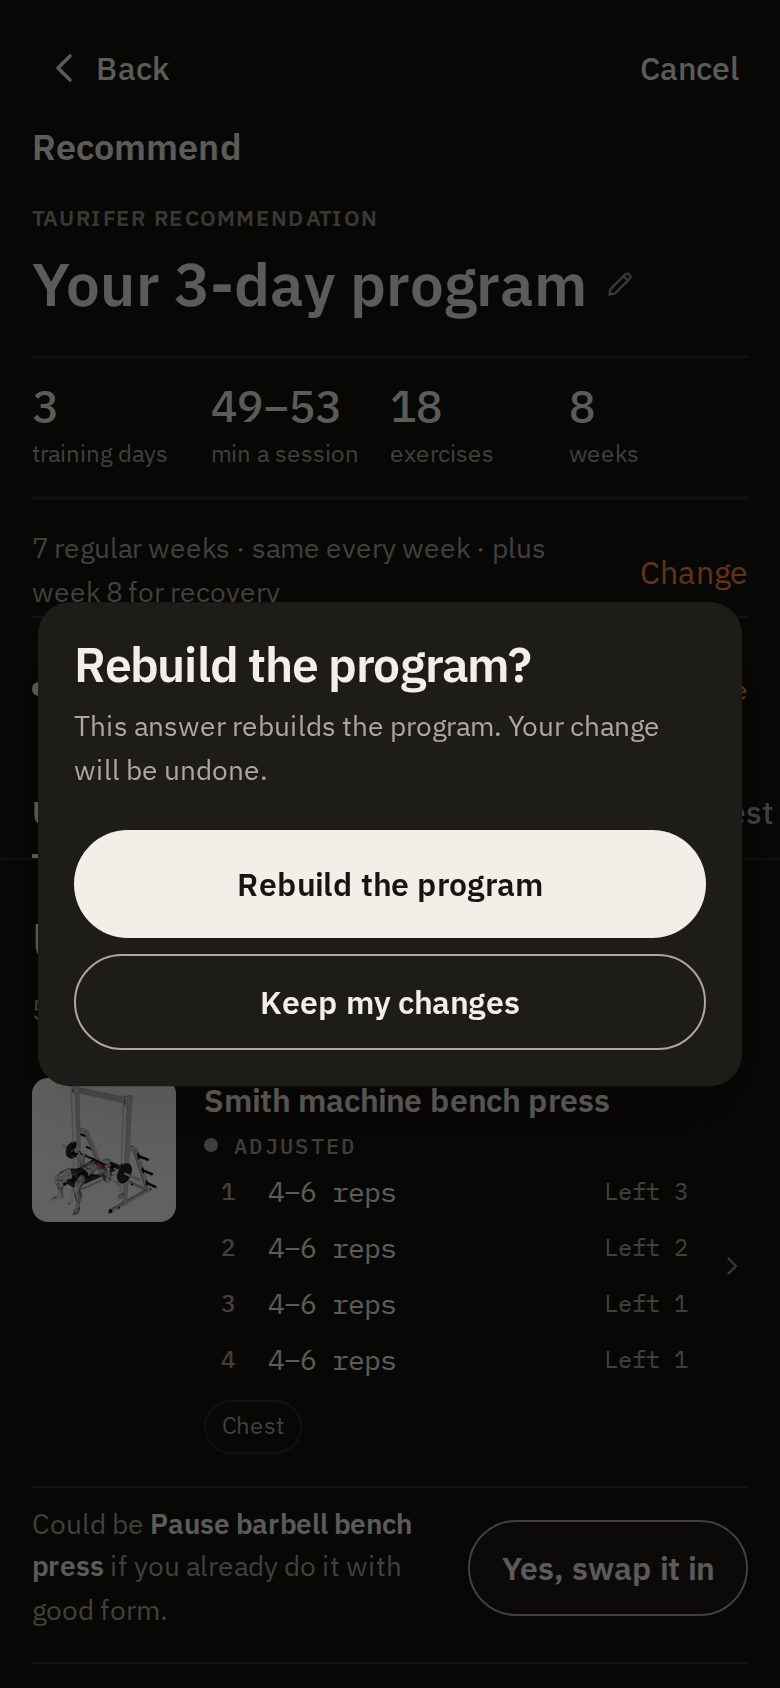 Back
Cancel
Recommend
TAURIFER RECOMMENDATION
Your 3-day program
3
49–53
18
8
training days
min a session
exercises
weeks
7 regular weeks · same every week · plus
week 8 for recovery
Change
Rebuild the program?
This answer rebuilds the program. Your change
will be undone.
Rebuild the program
Keep my changes
Smith machine bench press
ADJUSTED
1 4–6 reps Left 3
2 4–6 reps Left 2
3 4–6 reps Left 1
4 4–6 reps Left 1
Chest
Could be Pause barbell bench
press if you already do it with
good form.
Yes, swap it in